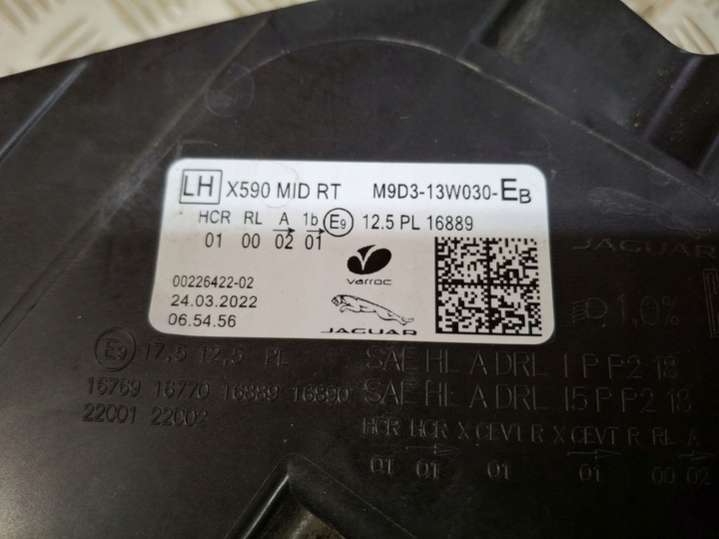 LH X590 MID RT M9D3-13W030-EB
HCR RL A 1b E9 12.5 PL 16889
01 00 02 01
varroc
00226422-02
24.03.2022
06.54.56
JAGUAR
JAGUAR
1,0%
E9 17,5 12,5 PL
16769 16770 16889 16890
22001 22002
SAE HL A DRL I P P2 18
SAE HL A DRL I5 P P2 18
HCR HCR X CEVT R X CEVT R RL A
01 01 01 01 00 02